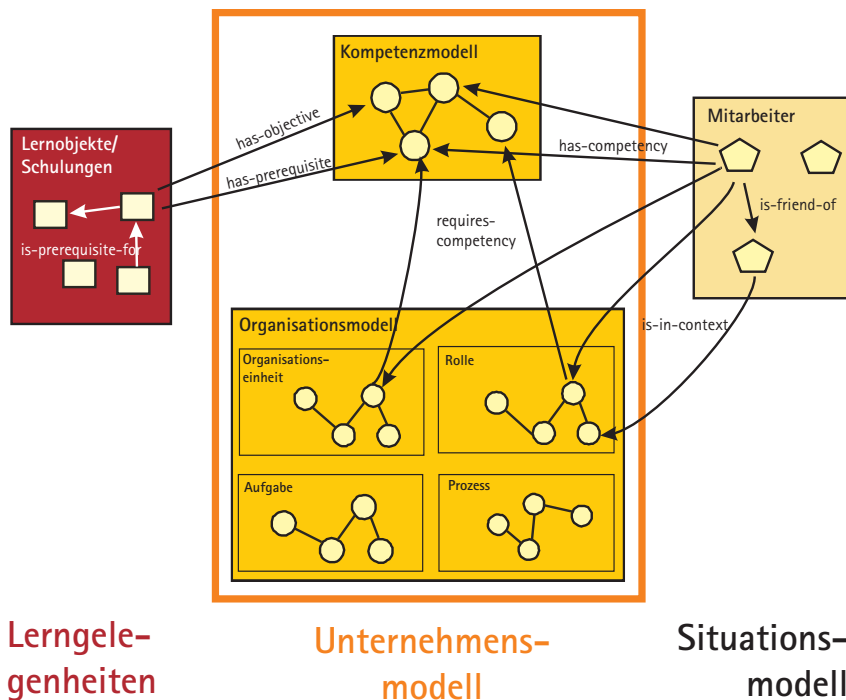 Kompetenzmodell
Mitarbeiter
Lernobjekte/
Schulungen
has-objective
has-prerequisite
has-competency
is-friend-of
is-prerequisite-for
requires-
competency
Organisationsmodell
is-in-context
Organisations-
einheit
Rolle
Aufgabe
Prozess
Lerngele-
genheiten
Unternehmens-
modell
Situations-
modell